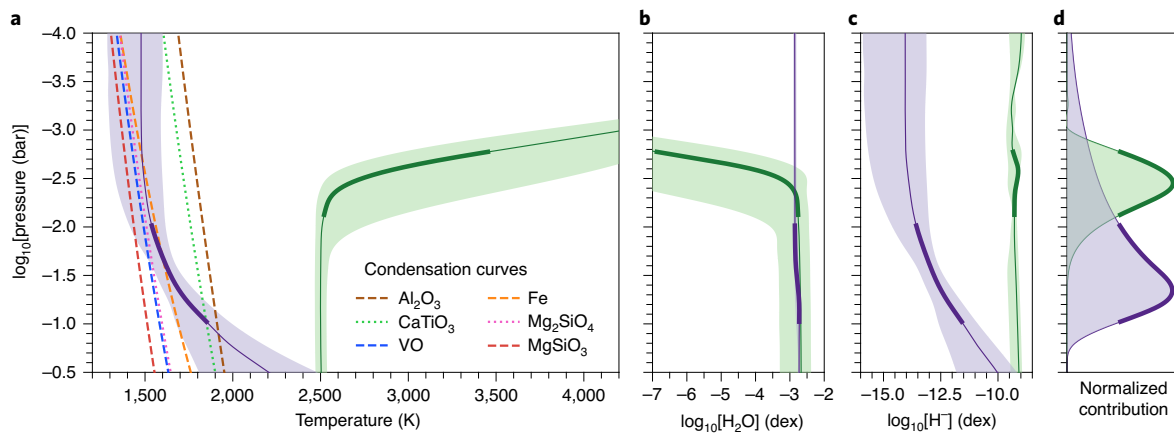 a
b
c
d
−4.0
−3.5
−3.0
−2.5
−2.0
−1.5
−1.0
−0.5
log₁₀[pressure (bar)]
Condensation curves
Al₂O₃
CaTiO₃
VO
Fe
Mg₂SiO₄
MgSiO₃
1,500 2,000 2,500 3,000 3,500 4,000
Temperature (K)
−7 −6 −5 −4 −3 −2
log₁₀[H₂O] (dex)
−15.0 −12.5 −10.0
log₁₀[H⁻] (dex)
Normalized
contribution